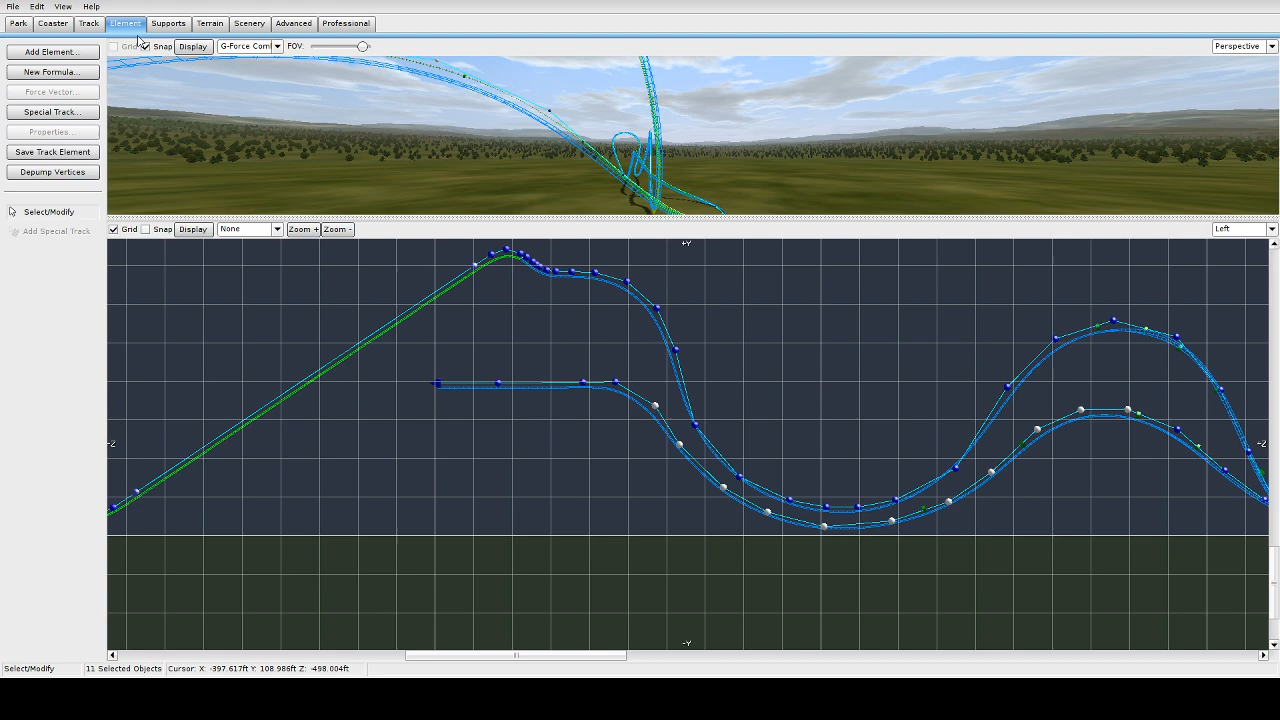 File Edit View Help
Park Coaster Track Element Supports Terrain Scenery Advanced Professional
Grid Snap Display G-Force Com FOV: Perspective
Add Element...
New Formula...
Force Vector...
Special Track...
Properties...
Save Track Element
Depump Vertices
Select/Modify
Add Special Track
Grid Snap Display None Zoom + Zoom - Left
+Y
-Z
-Z
-Y
Select/Modify 11 Selected Objects Cursor: X: -397.617ft Y: 108.986ft Z: -498.004ft